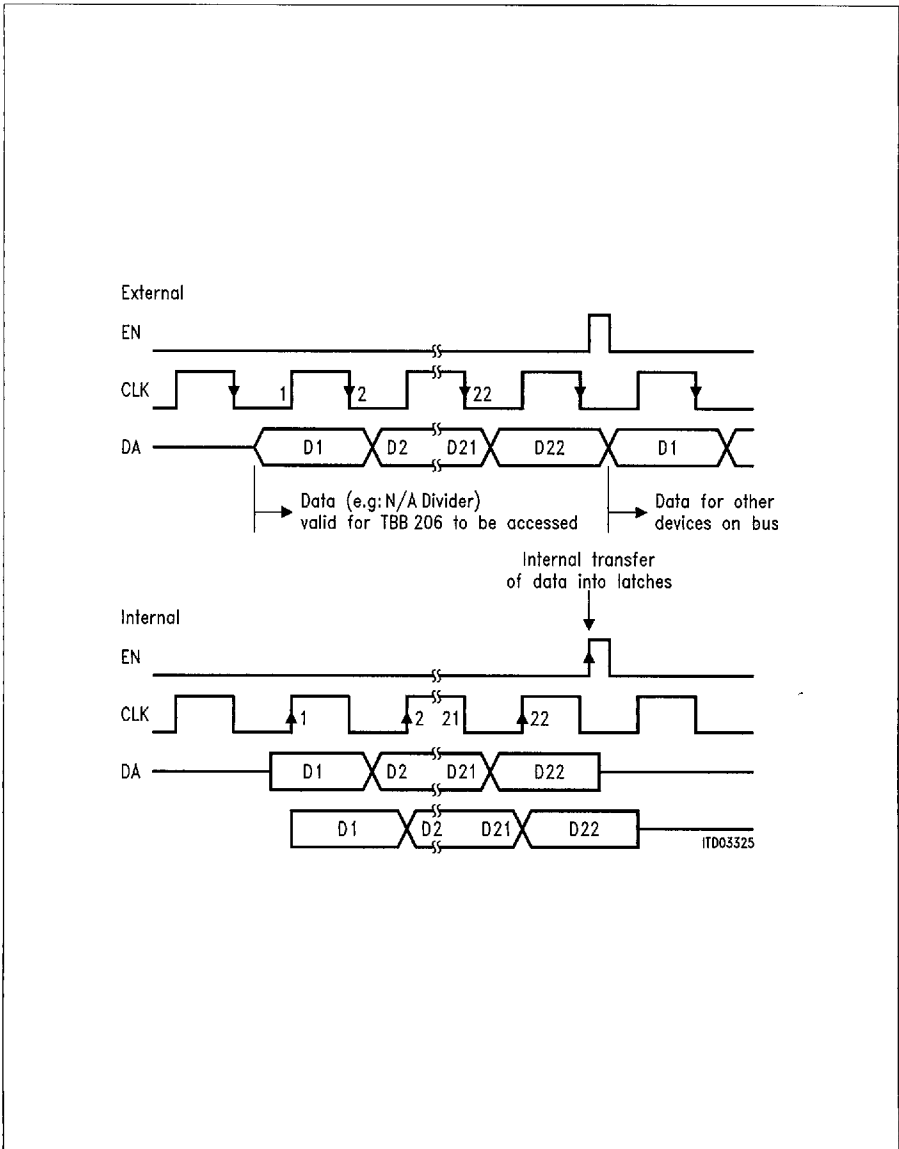 External
EN
CLK 1 2 22
DA D1 D2 D21 D22 D1
Data (e.g: N/A Divider)
valid for TBB 206 to be accessed
Data for other
devices on bus
Internal transfer
of data into latches
Internal
EN
CLK 1 2 21 22
DA D1 D2 D21 D22
D1 D2 D21 D22
ITD03325